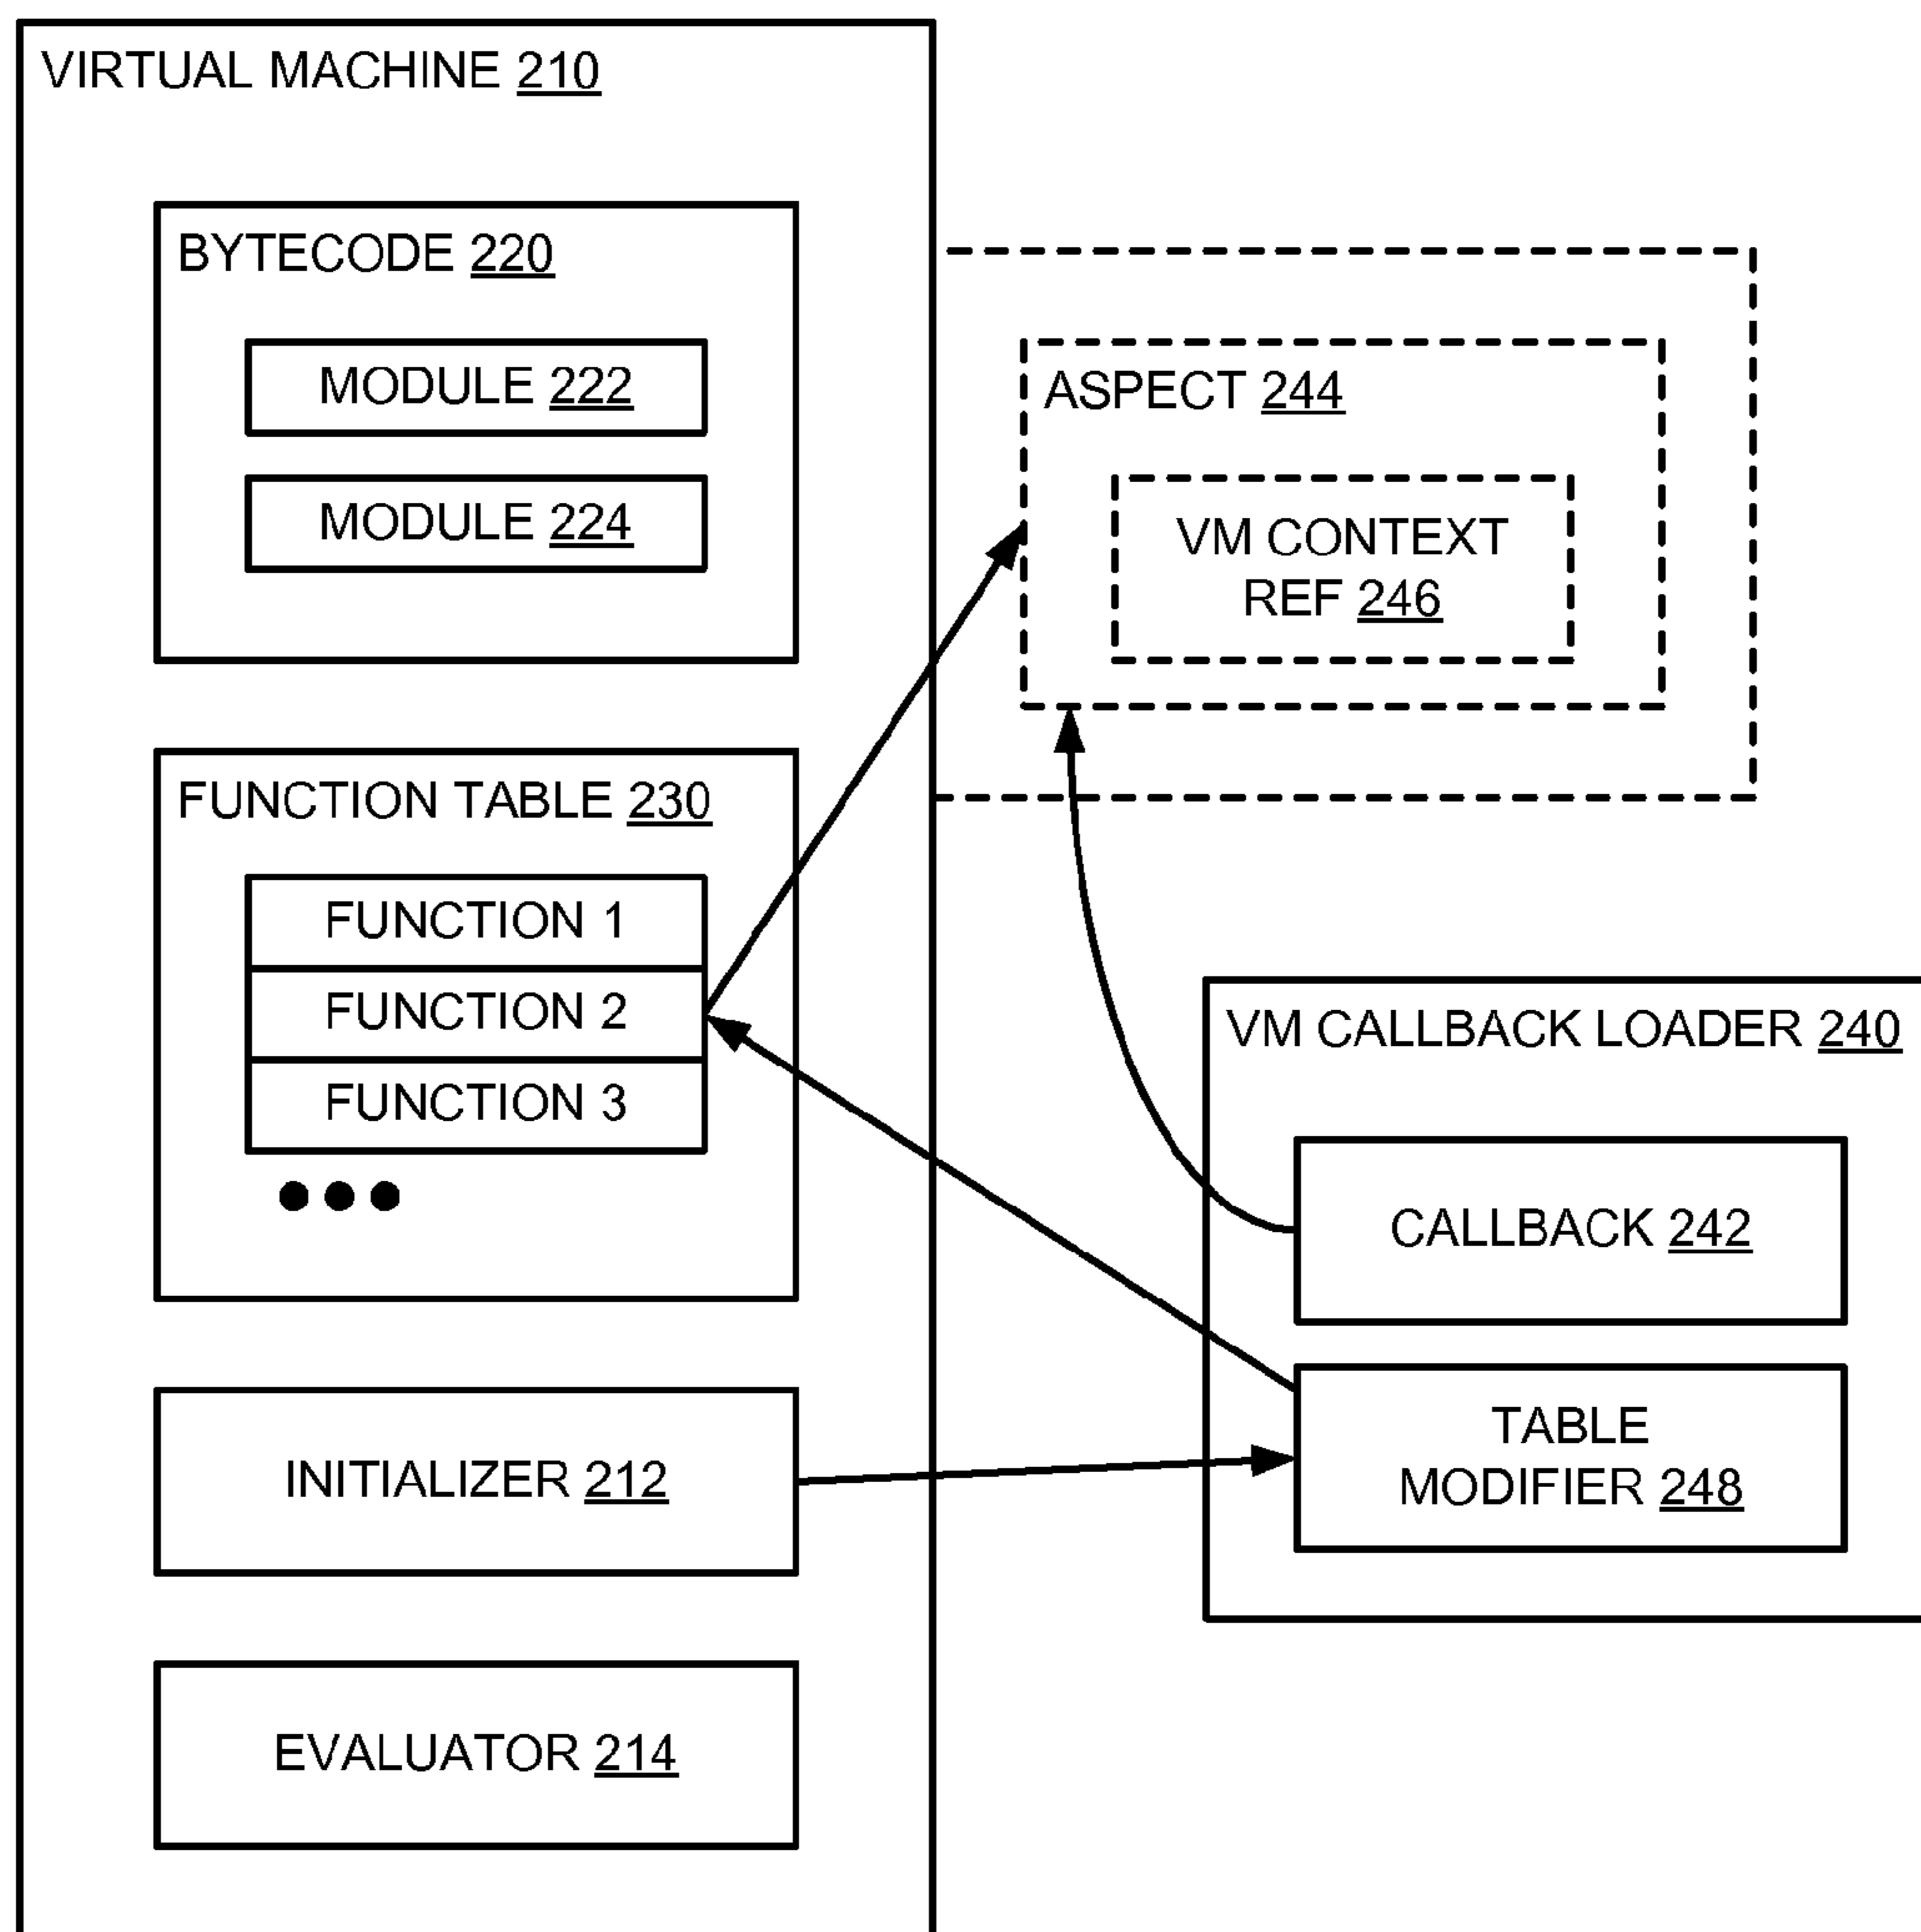 VIRTUAL MACHINE 210
BYTECODE 220
MODULE 222
MODULE 224
FUNCTION TABLE 230
FUNCTION 1
FUNCTION 2
FUNCTION 3
INITIALIZER 212
EVALUATOR 214
ASPECT 244
VM CONTEXT
REF 246
VM CALLBACK LOADER 240
CALLBACK 242
TABLE
MODIFIER 248